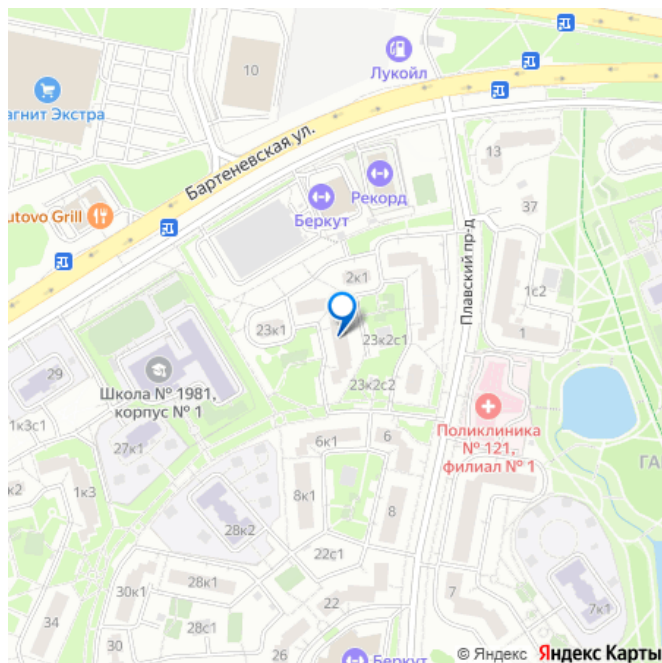 10
Лукойл
агнит Экстра
Бартеневская ул.
13
Рекорд
Беркут
utovo Grill
37
Плавский пр-д
2к1
1с2
23к1
23к2с1
1
29
Школа № 1981,
корпус № 1
23к2с2
1к3с1
Поликлиника
№ 121,
филиал № 1
27к1
6к1
6
ГА
к2
1к3
8к1
8
28к2
22с1
28к1
30к1
7
22
7к1
34
28с1
30
26
Беркут
© Яндекс Яндекс Карты